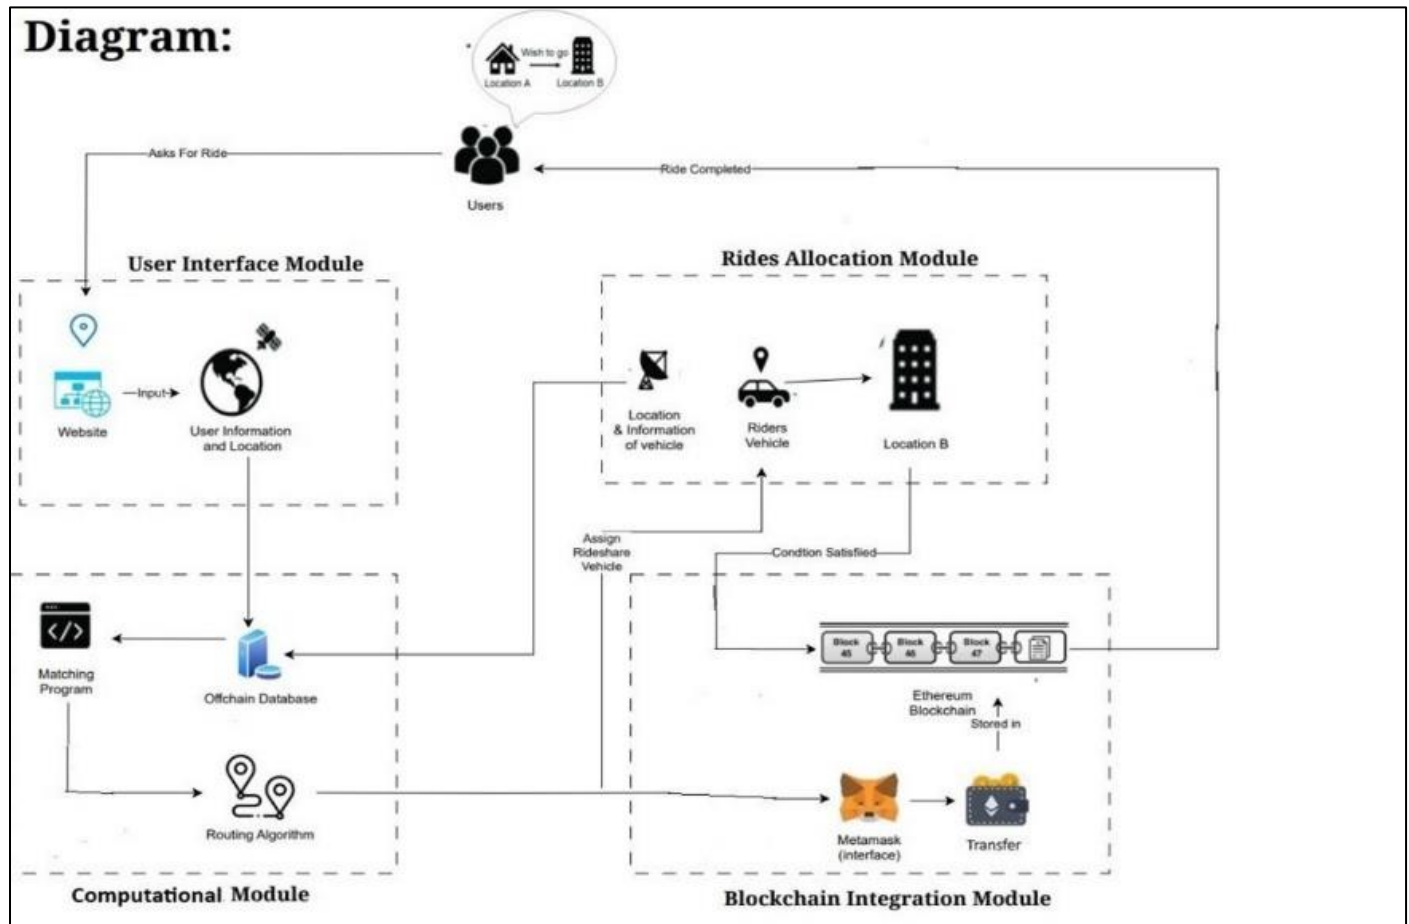 Diagram:
Wish to go
Location A
Location B
Asks For Ride
Users
Ride Completed
User Interface Module
Rides Allocation Module
Input
Website
User Information
and Location
Location
& Information
of vehicle
Riders
Vehicle
Location B
Assign
Rideshare
Vehicle
Condtion Satisfiied
Matching
Program
Offchain Database
Block
45
Block
46
Block
47
Ethereum
Blockchain
Stored in
Routing Algorithm
Metamask
(interface)
Transfer
Computational Module
Blockchain Integration Module